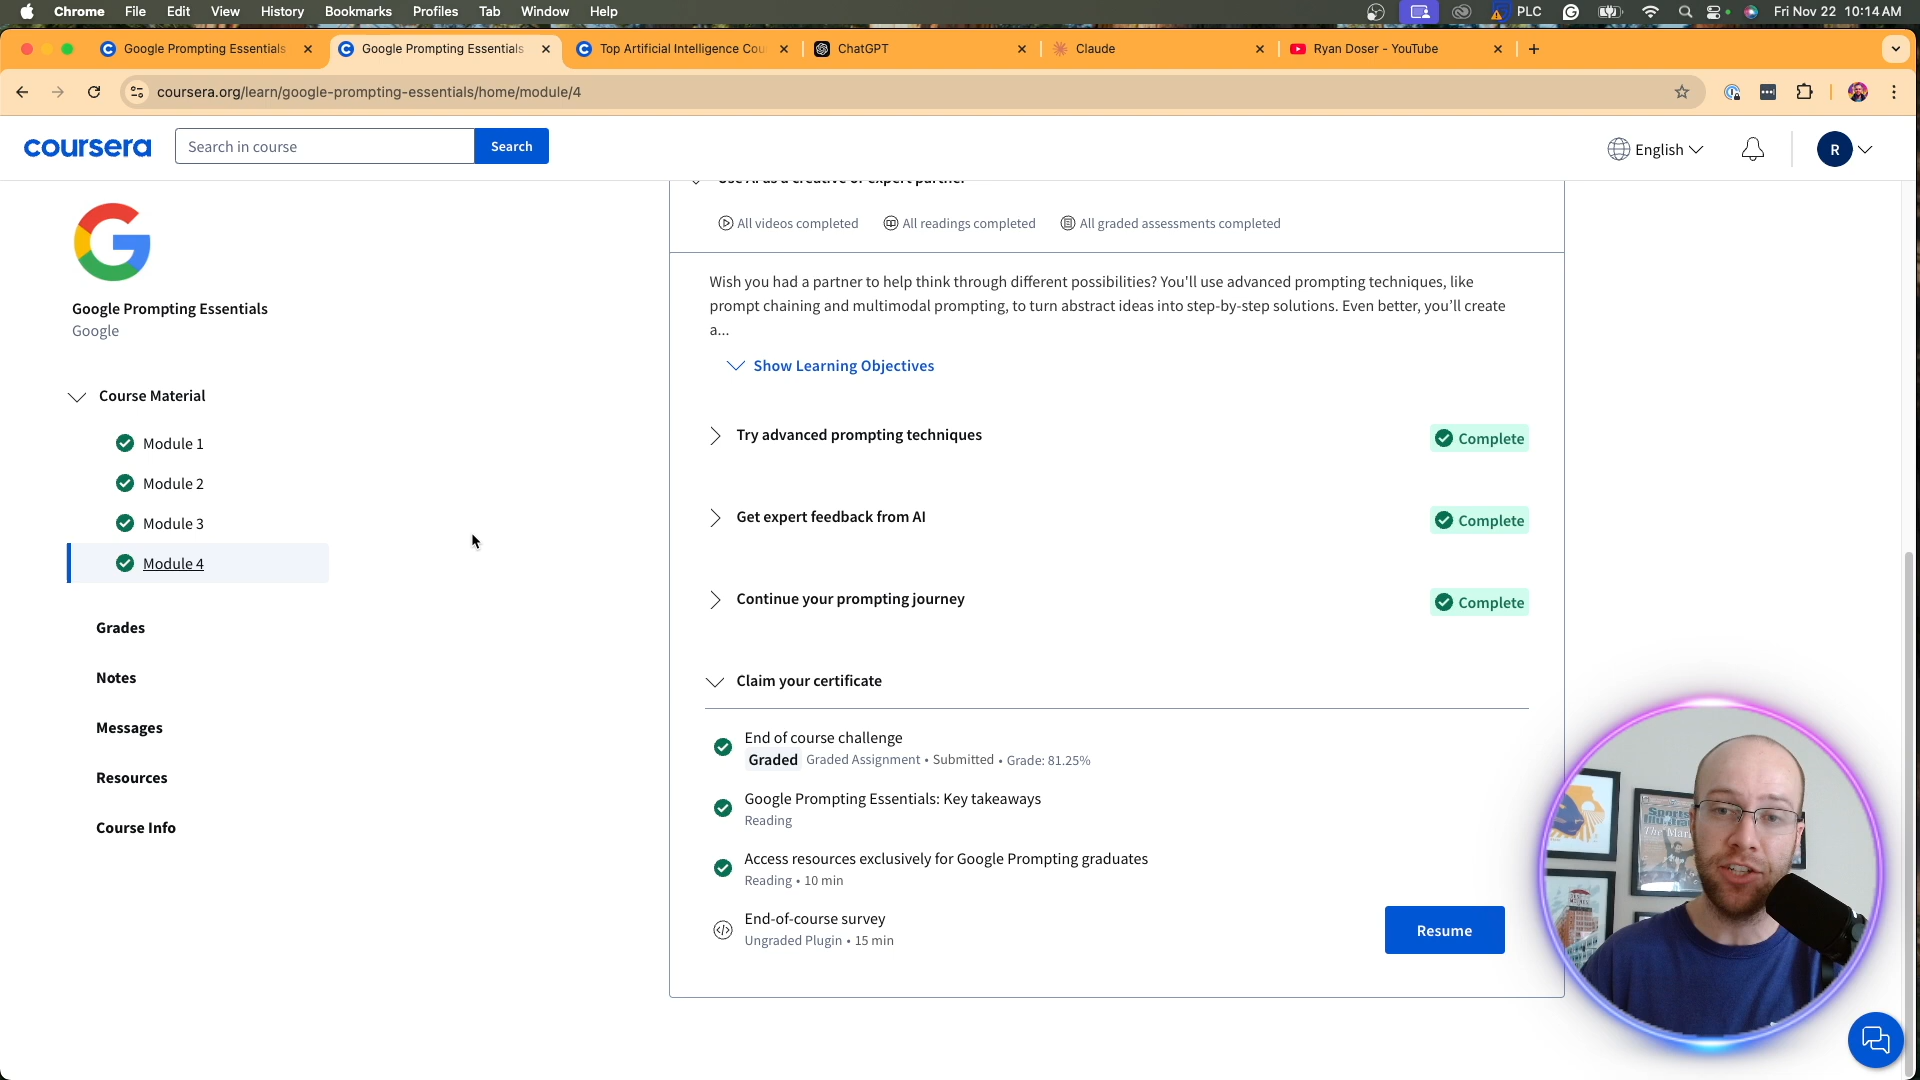 Chrome File Edit View History Bookmarks Profiles Tab Window Help PLC Fri Nov 22 10:14 AM
Google Prompting Essentials Google Prompting Essentials Top Artificial Intelligence Cou ChatGPT Claude Ryan Doser - YouTube
coursera.org/learn/google-prompting-essentials/home/module/4
coursera Search in course Search English R
Use AI as a creative or expert partner
All videos completed All readings completed All graded assessments completed
Wish you had a partner to help think through different possibilities? You'll use advanced prompting techniques, like
prompt chaining and multimodal prompting, to turn abstract ideas into step-by-step solutions. Even better, you’ll create
a...
Show Learning Objectives
Google Prompting Essentials
Google
Course Material
Module 1
Module 2
Module 3
Module 4
Grades
Notes
Messages
Resources
Course Info
Try advanced prompting techniques Complete
Get expert feedback from AI Complete
Continue your prompting journey Complete
Claim your certificate
End of course challenge
Graded Graded Assignment • Submitted • Grade: 81.25%
Google Prompting Essentials: Key takeaways
Reading
Access resources exclusively for Google Prompting graduates
Reading • 10 min
End-of-course survey
Ungraded Plugin • 15 min
Resume
Sports